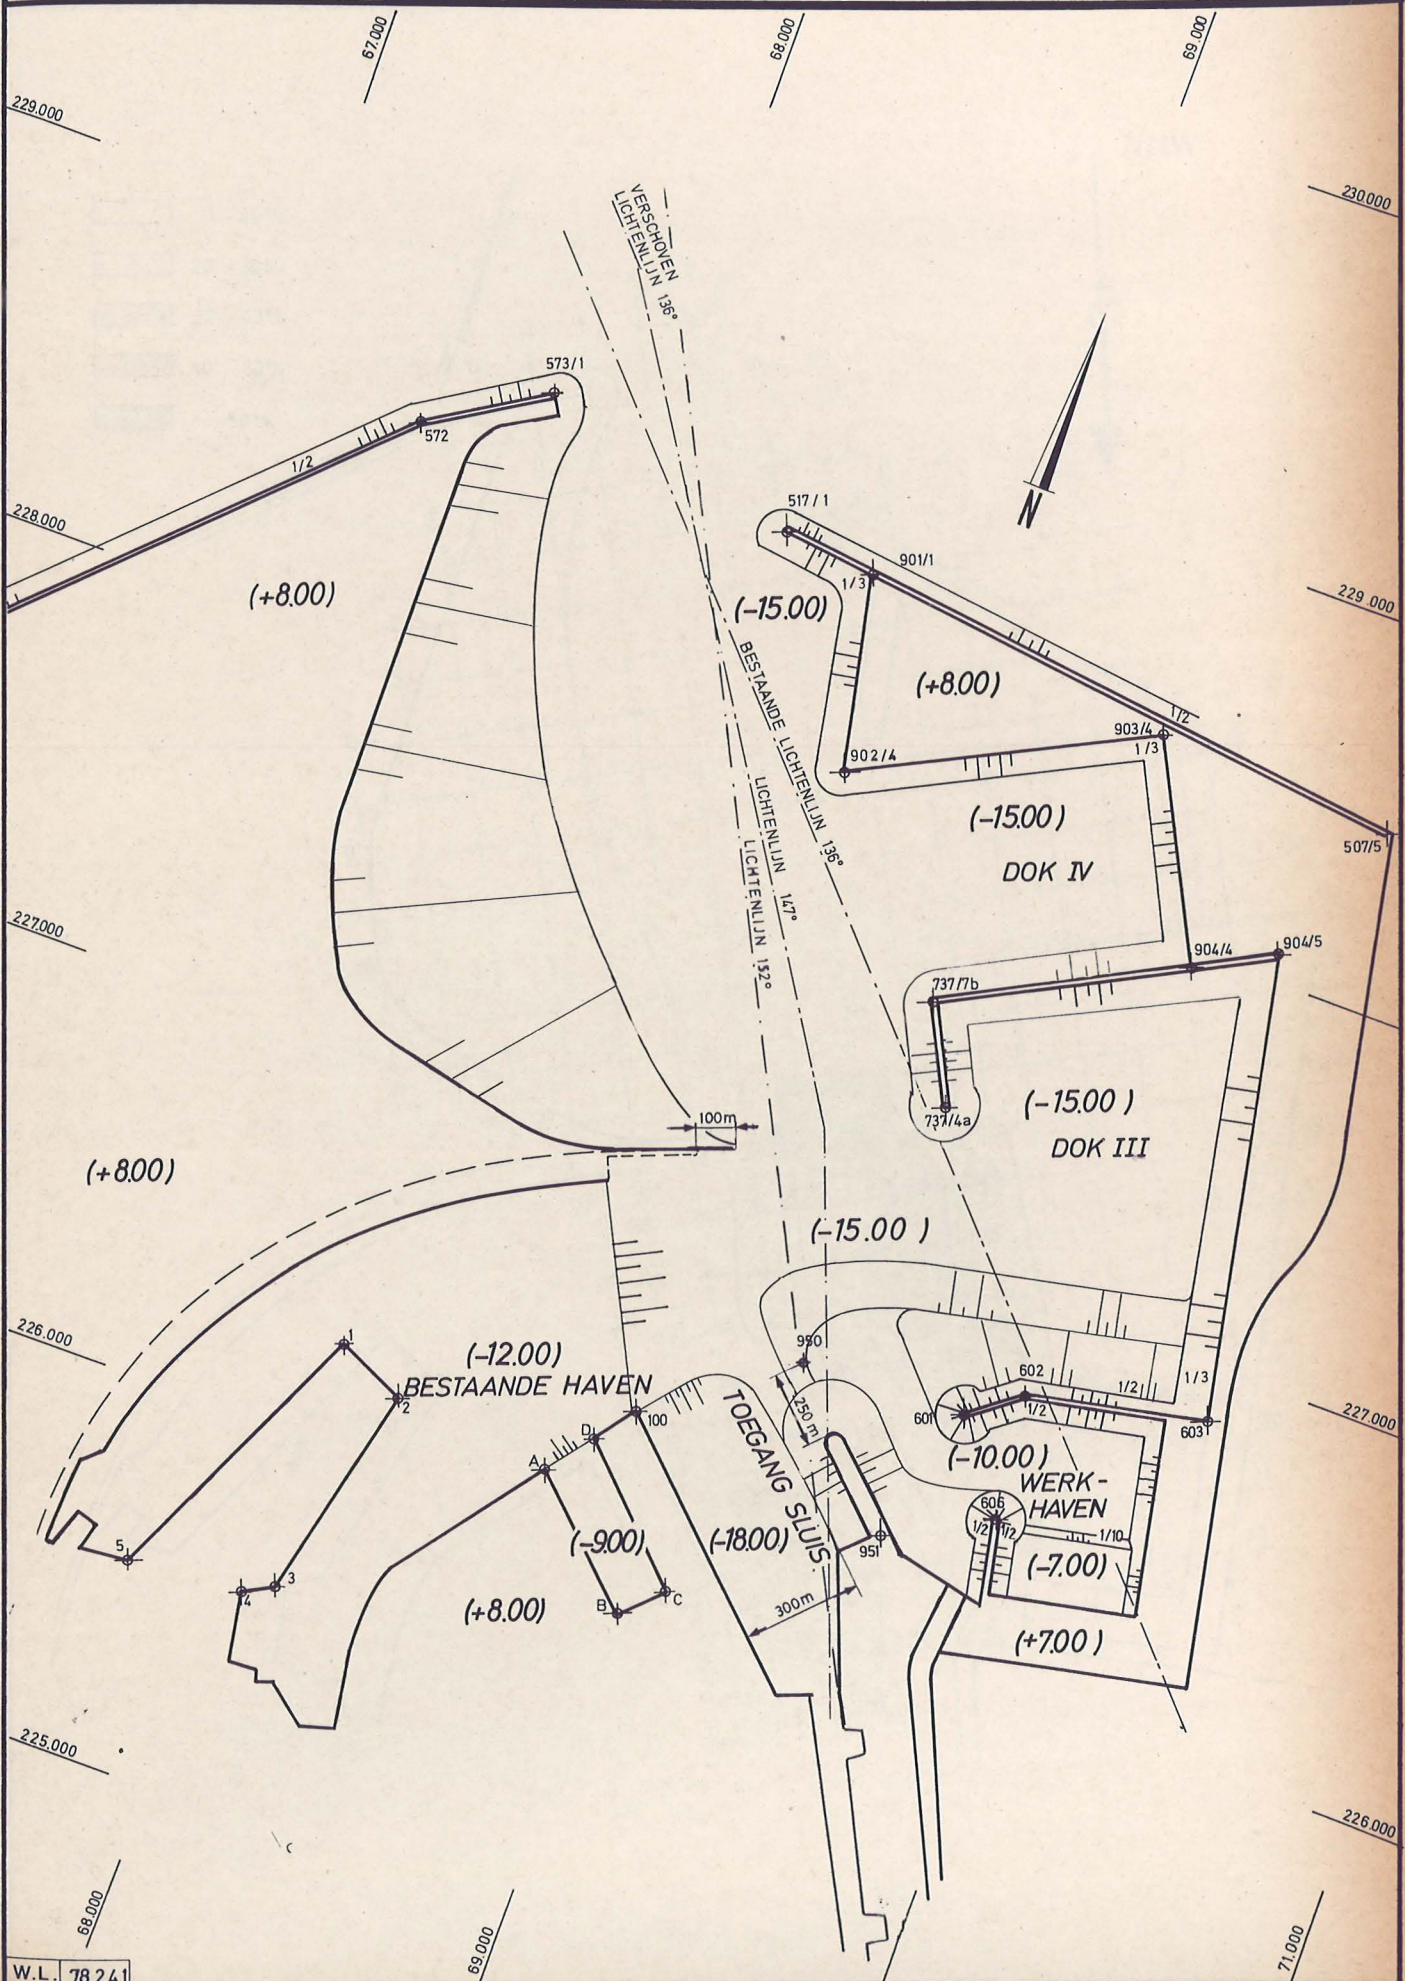 67.000
68.000
69.000
229.000
230.000
VERSCHOVEN
LICHTENLIJN 136°
573/1
572
1/2
N
517/1
228.000
901/1
1/3
(+8.00)
(-15.00)
229.000
BESTAANDE LICHTENLIJN 136°
(+8.00)
1/2
903/4
1/3
902/4
LICHTENLIJN 147°
LICHTENLIJN 152°
(-15.00)
507/5
DOK IV
227.000
904/4
904/5
737/7b
(-15.00)
737/4a
100m
DOK III
(+8.00)
(-15.00)
226.000
1
950
(-12.00)
BESTAANDE HAVEN
2
602
1/2
1/3
1/2
601
603
227.000
100
TOEGANG SLUIS
250 m
D
A
(-10.00)
WERK-
HAVEN
606
1/2
1/2
1/10
5
(-9.00)
(-18.00)
951
(-7.00)
3
4
(+8.00)
B
C
300m
(+7.00)
225.000
226.000
68.000
69.000
71.000
W.L. 78.241